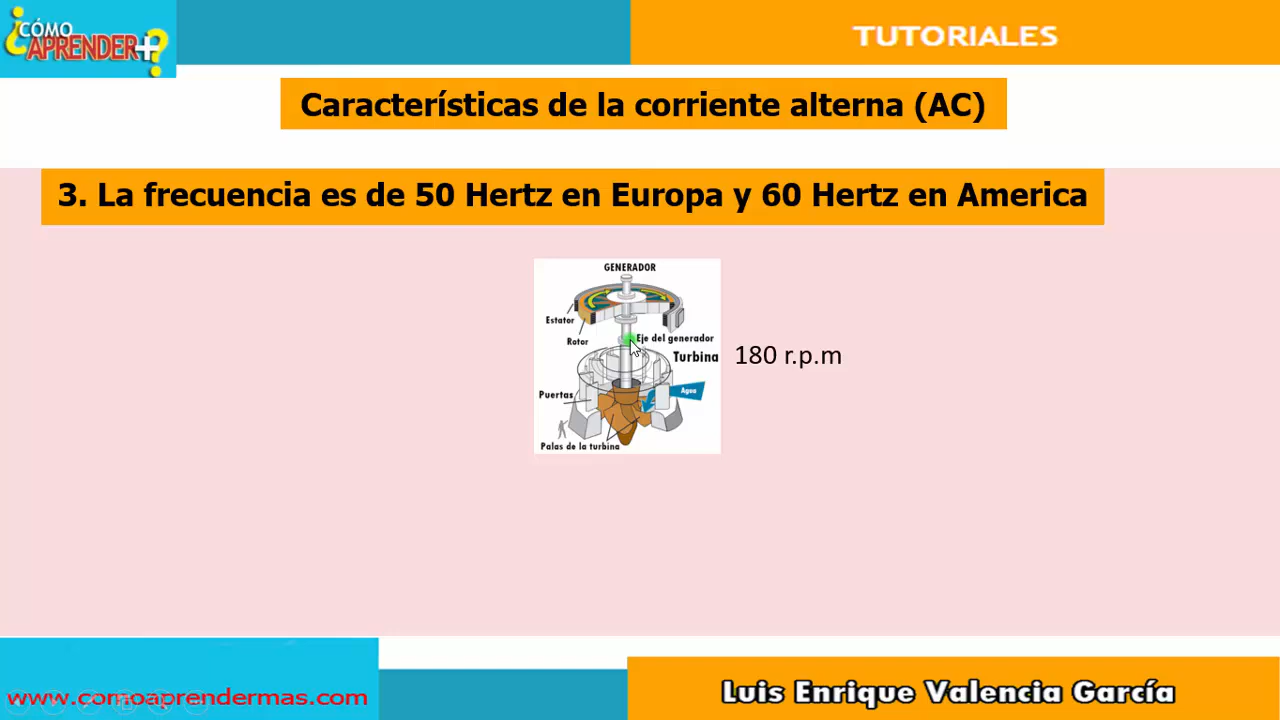 ¿CÓMO
APRENDER+?
TUTORIALES
Características de la corriente alterna (AC)
3. La frecuencia es de 50 Hertz en Europa y 60 Hertz en America
GENERADOR
Estator
Rotor
Eje del generador
Turbina
180 r.p.m
Agua
Puertas
Palas de la turbina
www.comoaprendermas.com
Luis Enrique Valencia García